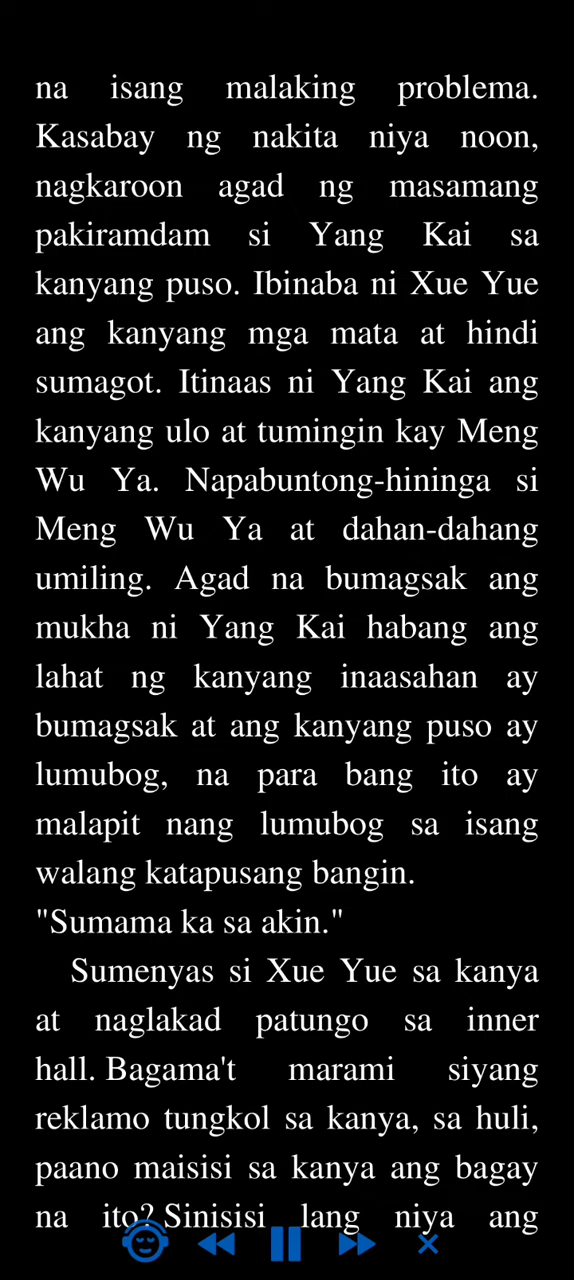 na isang malaking problema.
Kasabay ng nakita niya noon,
nagkaroon agad ng masamang
pakiramdam si Yang Kai sa
kanyang puso. Ibinaba ni Xue Yue
ang kanyang mga mata at hindi
sumagot. Itinaas ni Yang Kai ang
kanyang ulo at tumingin kay Meng
Wu Ya. Napabuntong-hininga si
Meng Wu Ya at dahan-dahang
umiling. Agad na bumagsak ang
mukha ni Yang Kai habang ang
lahat ng kanyang inaasahan ay
bumagsak at ang kanyang puso ay
lumubog, na para bang ito ay
malapit nang lumubog sa isang
walang katapusang bangin.
"Sumama ka sa akin."
Sumenyas si Xue Yue sa kanya
at naglakad patungo sa inner
hall. Bagama't marami siyang
reklamo tungkol sa kanya, sa huli,
paano maisisi sa kanya ang bagay
na ito? Sinisisi lang niya ang